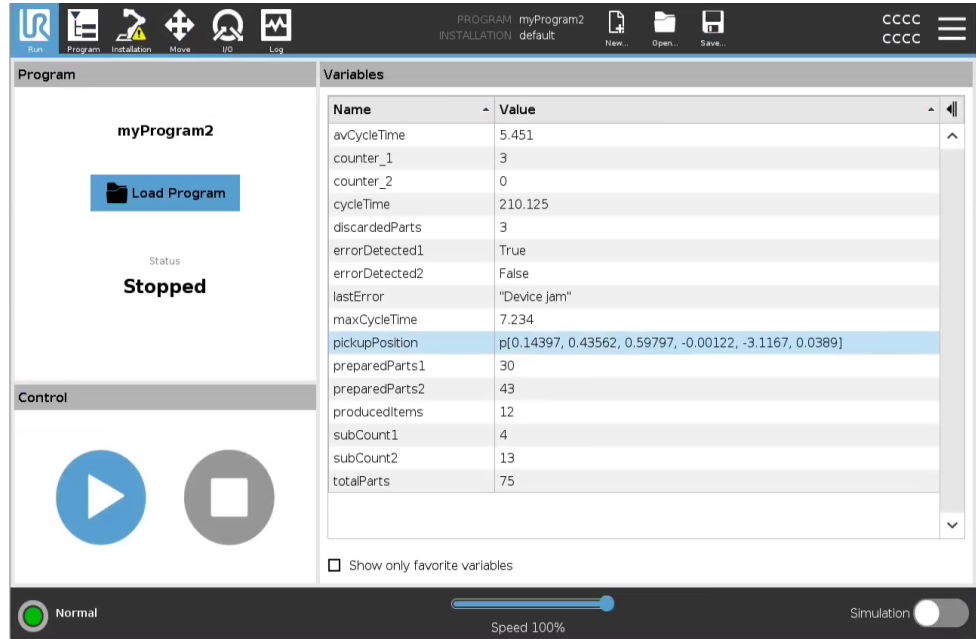 PROGRAM myProgram2
INSTALLATION default
CCCC
CCCC
Run Program Installation Move I/O Log New... Open... Save...
Program
myProgram2
Load Program
Status
Stopped
Control
Variables
Name Value
avCycleTime 5.451
counter_1 3
counter_2 0
cycleTime 210.125
discardedParts 3
errorDetected1 True
errorDetected2 False
lastError "Device jam"
maxCycleTime 7.234
pickupPosition p[0.14397, 0.43562, 0.59797, -0.00122, -3.1167, 0.0389]
preparedParts1 30
preparedParts2 43
producedItems 12
subCount1 4
subCount2 13
totalParts 75
Show only favorite variables
Normal
Speed 100%
Simulation